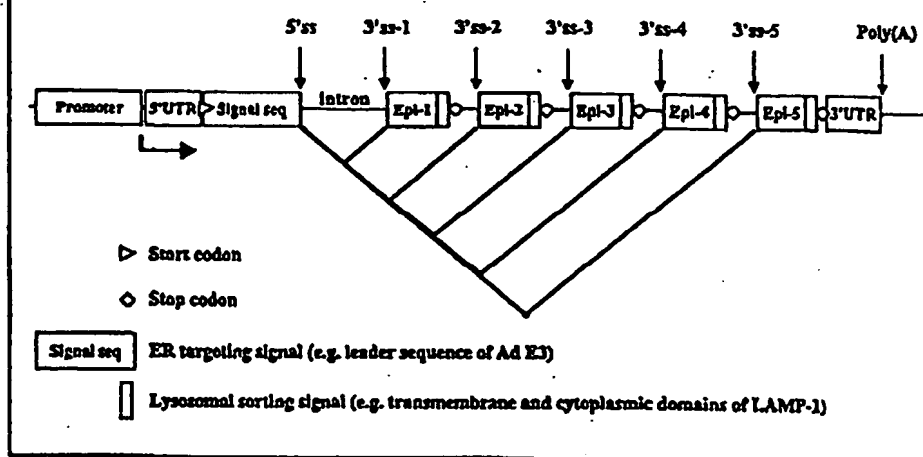 5'ss 3'ss-1 3'ss-2 3'ss-3 3'ss-4 3'ss-5 Poly(A)
Promoter 5'UTR Signal seq intron Epi-1 Epi-2 Epi-3 Epi-4 Epi-5 3'UTR
Start codon
Stop codon
Signal seq ER targeting signal (e.g. leader sequence of Ad E3)
Lysosomal sorting signal (e.g. transmembrane and cytoplasmic domains of LAMP-1)